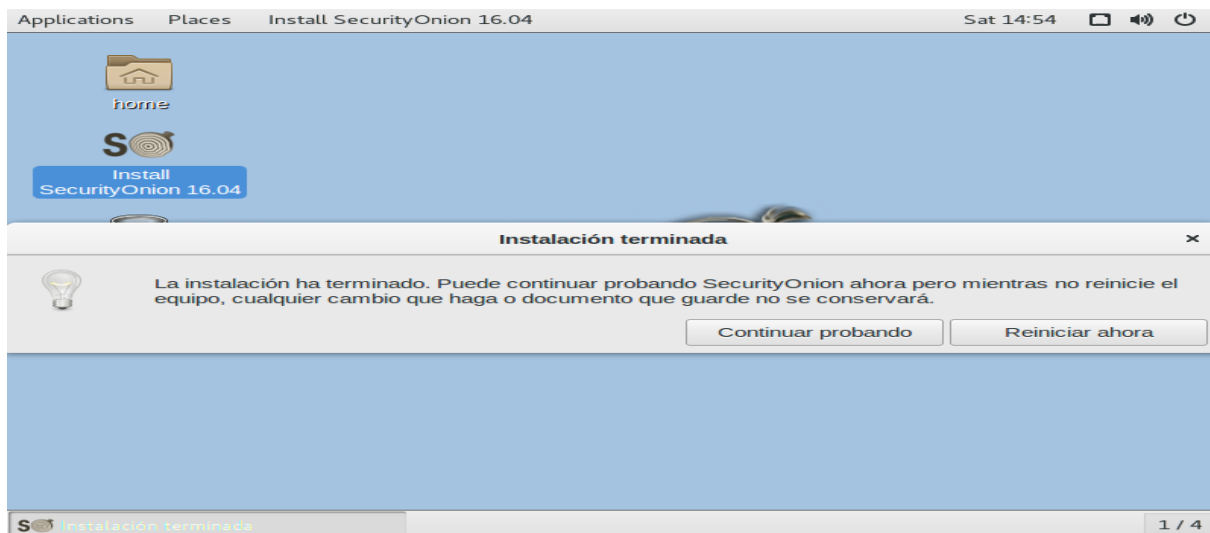 Applications Places Install SecurityOnion 16.04 Sat 14:54
home
Install
SecurityOnion 16.04
Instalación terminada
La instalación ha terminado. Puede continuar probando SecurityOnion ahora pero mientras no reinicie el
equipo, cualquier cambio que haga o documento que guarde no se conservará.
Continuar probando Reiniciar ahora
Instalación terminada 1 / 4